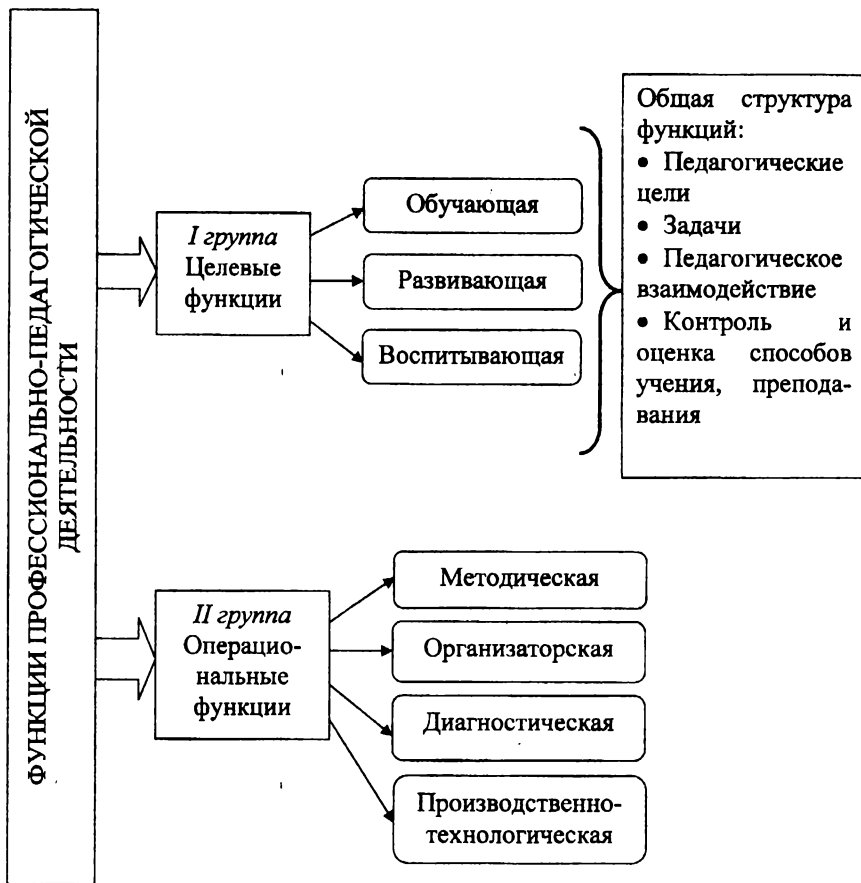 ФУНКЦИИ ПРОФЕССИОНАЛЬНО-ПЕДАГОГИЧЕСКОЙ
ДЕЯТЕЛЬНОСТИ
I группа
Целевые
функции
Обучающая
Развивающая
Воспитывающая
Общая структура
функций:
• Педагогические
цели
• Задачи
• Педагогическое
взаимодействие
• Контроль и
оценка способов
учения, препода-
вания
II группа
Операцио-
нальные
функции
Методическая
Организаторская
Диагностическая
Производственно-
технологическая